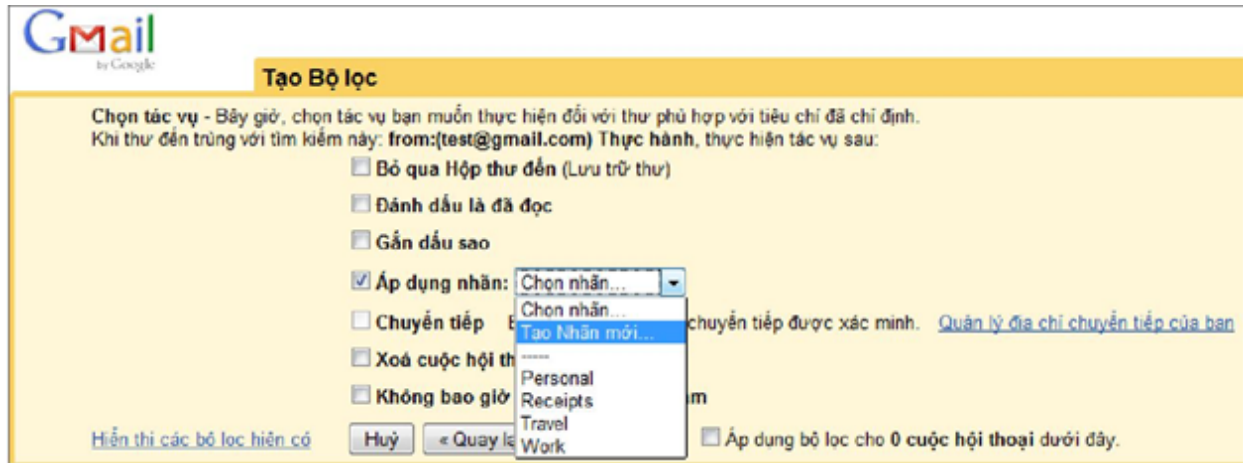 Gmail
by Google
Tạo Bộ lọc
Chọn tác vụ - Bây giờ, chọn tác vụ bạn muốn thực hiện đối với thư phù hợp với tiêu chí đã chỉ định.
Khi thư đến trùng với tìm kiếm này: from:(test@gmail.com) Thực hành, thực hiện tác vụ sau:
Bỏ qua Hộp thư đến (Lưu trữ thư)
Đánh dấu là đã đọc
Gắn dấu sao
Áp dụng nhãn: Chọn nhãn...
Chọn nhãn...
Chuyển tiếp chuyển tiếp được xác minh. Quản lý địa chỉ chuyển tiếp của bạn
Tạo Nhãn mới...
-----
Xoá cuộc hội
Personal
Không bao giờ
Receipts
Travel
Hiển thị các bộ lọc hiện có Huỷ « Quay Work Áp dụng bộ lọc cho 0 cuộc hội thoại dưới đây.